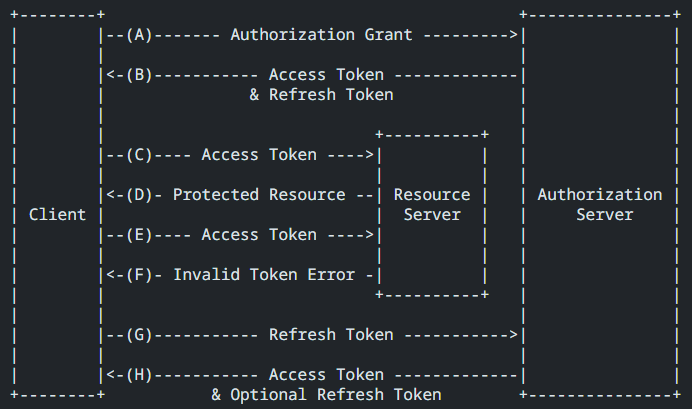 +--------+                                           +---------------+
|        |--(A)------- Authorization Grant --------->|               |
|        |                                           |               |
|        |<-(B)----------- Access Token -------------|               |
|        |               & Refresh Token             |               |
|        |                                           |               |
|        |                            +----------+   |               |
|        |--(C)---- Access Token ---->|          |   |               |
|        |                            |          |   |               |
|        |<-(D)- Protected Resource --| Resource |   | Authorization |
| Client |                            |  Server  |   |     Server    |
|        |--(E)---- Access Token ---->|          |   |               |
|        |                            |          |   |               |
|        |<-(F)- Invalid Token Error -|          |   |               |
|        |                            +----------+   |               |
|        |                                           |               |
|        |--(G)----------- Refresh Token ----------->|               |
|        |                                           |               |
|        |<-(H)----------- Access Token -------------|               |
+--------+           & Optional Refresh Token        +---------------+